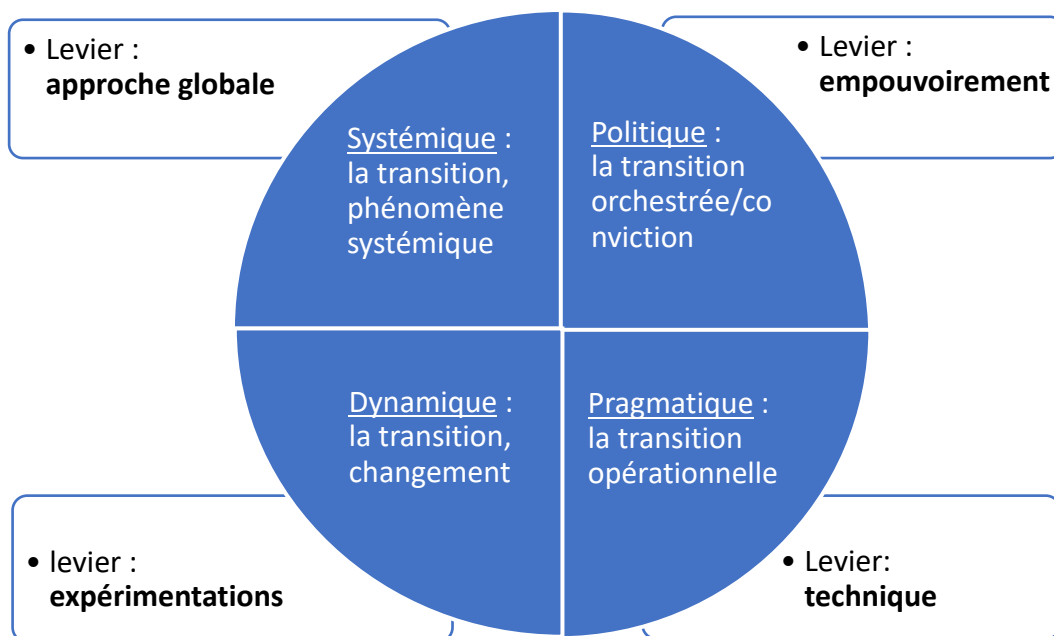 • Levier :
approche globale
• Levier :
empouvoirement
Systémique :
la transition,
phénomène
systémique
Politique :
la transition
orchestrée/co
nviction
Dynamique :
la transition,
changement
Pragmatique :
la transition
opérationnelle
• levier :
expérimentations
• Levier:
technique